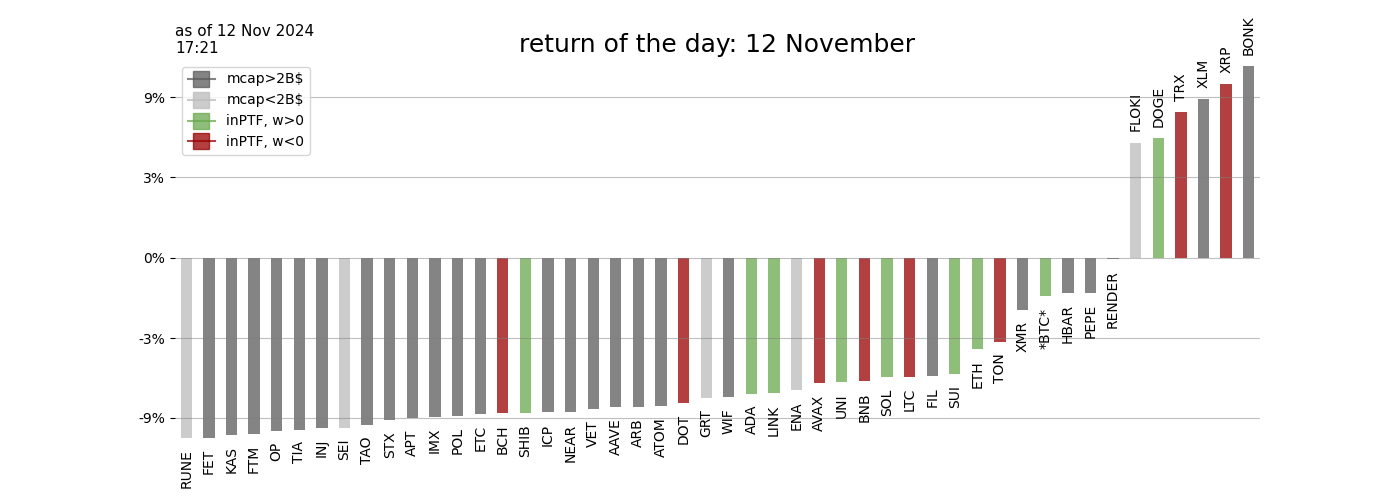 as of 12 Nov 2024
17:21
return of the day: 12 November
mcap>2B$
mcap<2B$
inPTF, w>0
inPTF, w<0
9%
3%
0%
-3%
-9%
RUNE
FET
KAS
FTM
OP
TIA
INJ
SEI
TAO
STX
APT
IMX
POL
ETC
BCH
SHIB
ICP
NEAR
VET
AAVE
ARB
ATOM
DOT
GRT
WIF
ADA
LINK
ENA
AVAX
UNI
BNB
SOL
LTC
FIL
SUI
ETH
TON
XMR
*BTC*
HBAR
PEPE
RENDER
FLOKI
DOGE
TRX
XLM
XRP
BONK